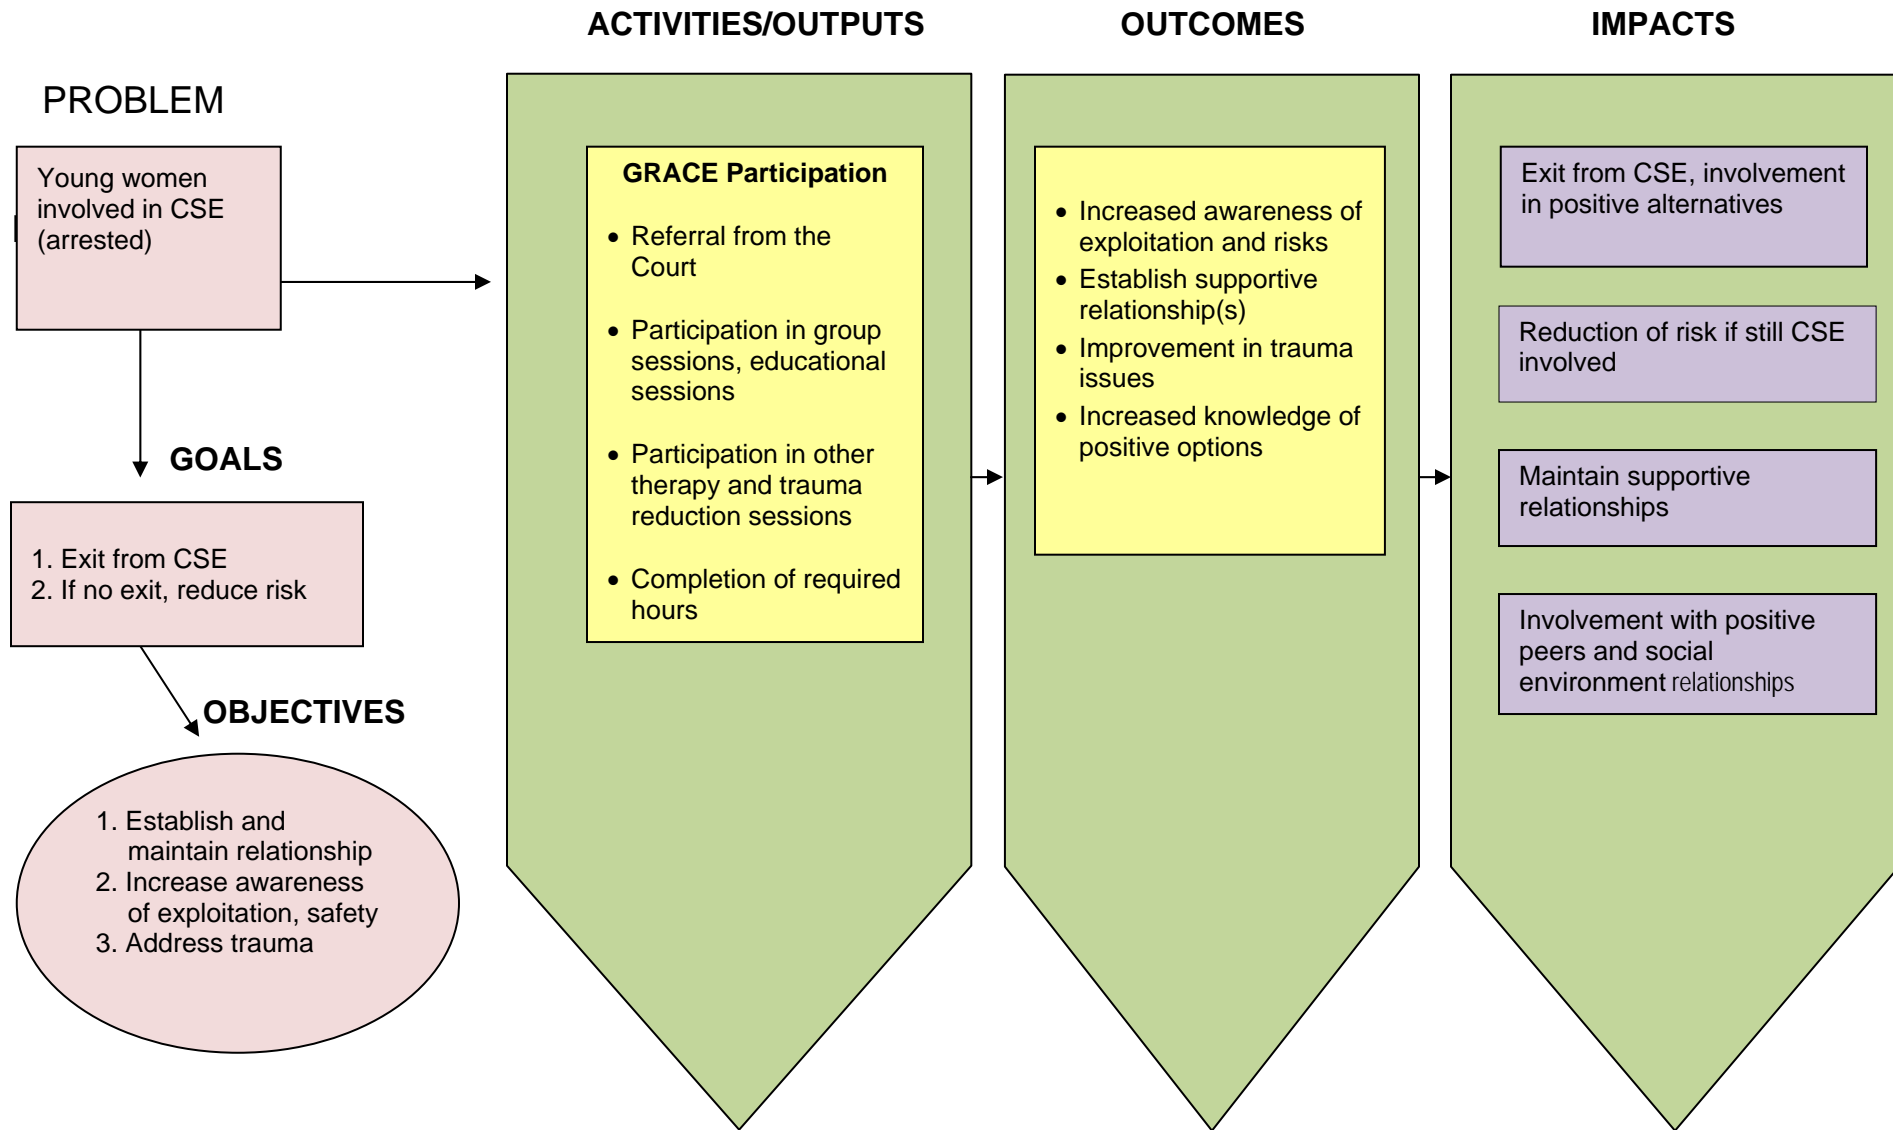 PROBLEM
Young women
involved in CSE
(arrested)
GOALS
1. Exit from CSE
2. If no exit, reduce risk
OBJECTIVES
1. Establish and
maintain relationship
2. Increase awareness
of exploitation, safety
3. Address trauma
ACTIVITIES/OUTPUTS
GRACE Participation
• Referral from the
Court
• Participation in group
sessions, educational
sessions
• Participation in other
therapy and trauma
reduction sessions
• Completion of required
hours
OUTCOMES
• Increased awareness of
exploitation and risks
• Establish supportive
relationship(s)
• Improvement in trauma
issues
• Increased knowledge of
positive options
IMPACTS
Exit from CSE, involvement
in positive alternatives
Reduction of risk if still CSE
involved
Maintain supportive
relationships
Involvement with positive
peers and social
environment relationships